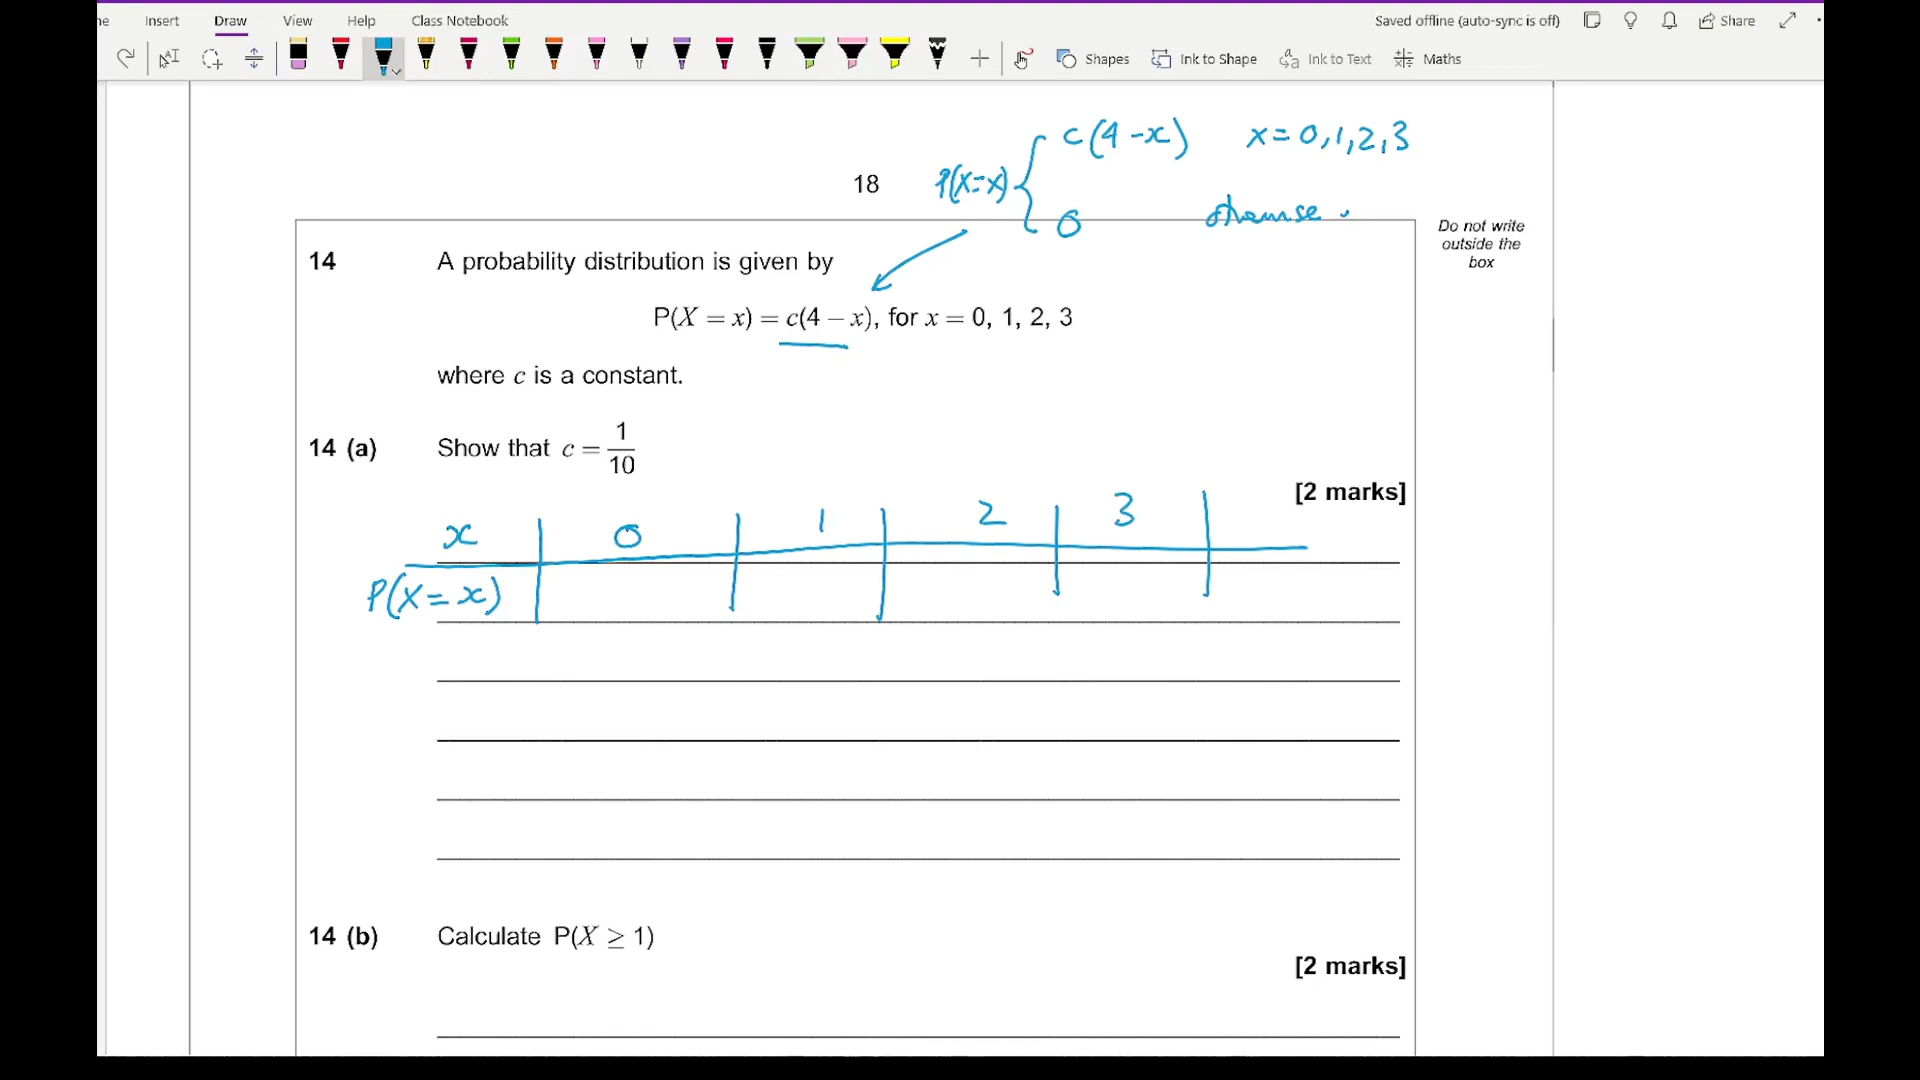 Insert Draw View Help Class Notebook Saved offline (auto-sync is off) Share
Shapes Ink to Shape Ink to Text Maths
c(4-x) x=0,1,2,3
18 P(X=x)
0 otherwise.
Do not write
outside the
box
14 A probability distribution is given by
P(X = x) = c(4 − x), for x = 0, 1, 2, 3
where c is a constant.
14 (a) Show that c = 1/10
[2 marks]
x 0 1 2 3
P(X=x)
14 (b) Calculate P(X ≥ 1)
[2 marks]